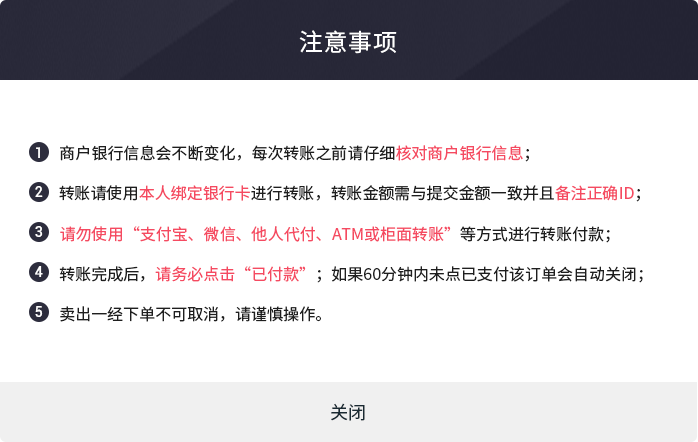 注意事项
1 商户银行信息会不断变化，每次转账之前请仔细核对商户银行信息；
2 转账请使用本人绑定银行卡进行转账，转账金额需与提交金额一致并且备注正确ID；
3 请勿使用“支付宝、微信、他人代付、ATM或柜面转账”等方式进行转账付款；
4 转账完成后，请务必点击“已付款”；如果60分钟内未点已支付该订单会自动关闭；
5 卖出一经下单不可取消，请谨慎操作。
关闭